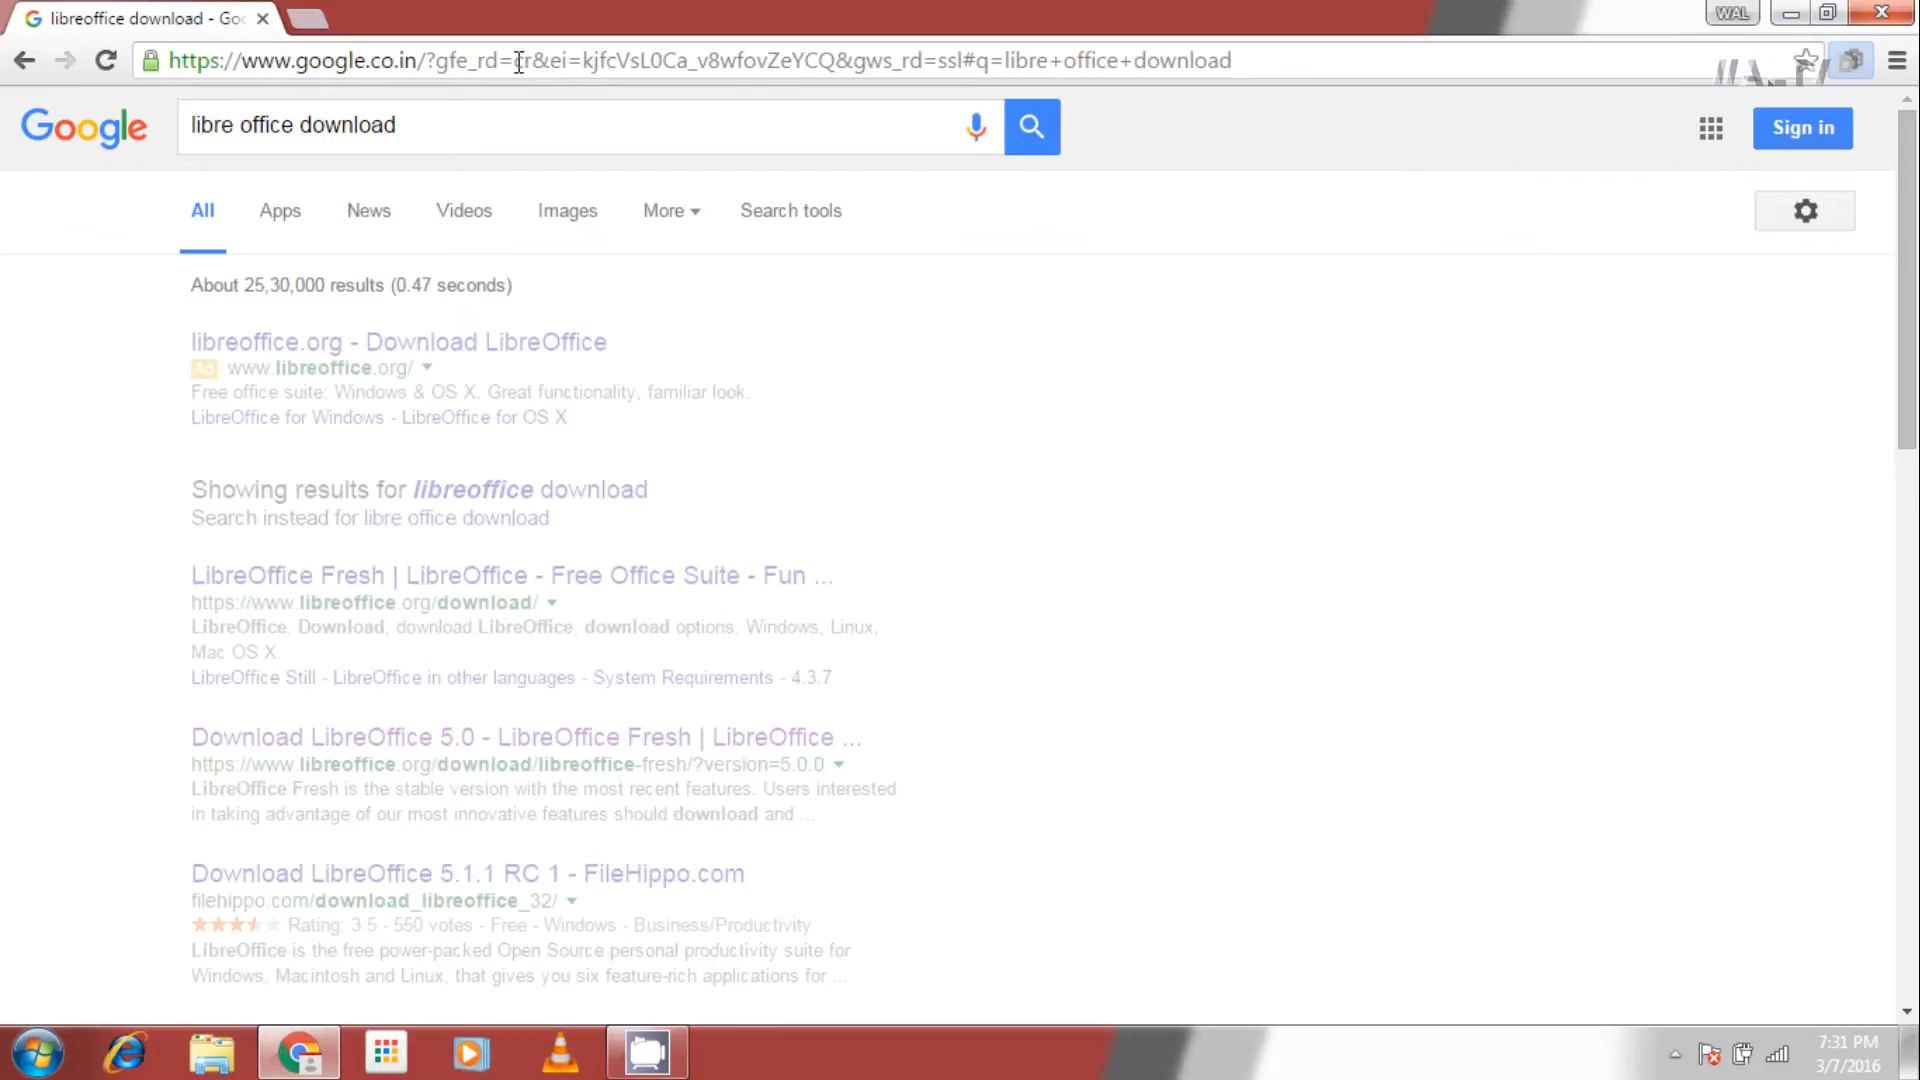 libreoffice download - Goo
WAL
https://www.google.co.in/?gfe_rd=cr&ei=kjfcVsL0Ca_v8wfovZeYCQ&gws_rd=ssl#q=libre+office+download
Google
libre office download
Sign in
All Apps News Videos Images More Search tools
About 25,30,000 results (0.47 seconds)
libreoffice.org - Download LibreOffice
Ad www.libreoffice.org/
Free office suite: Windows & OS X. Great functionality, familiar look.
LibreOffice for Windows - LibreOffice for OS X
Showing results for libreoffice download
Search instead for libre office download
LibreOffice Fresh | LibreOffice - Free Office Suite - Fun ...
https://www.libreoffice.org/download/
LibreOffice, Download, download LibreOffice, download options. Windows, Linux,
Mac OS X.
LibreOffice Still - LibreOffice in other languages - System Requirements - 4.3.7
Download LibreOffice 5.0 - LibreOffice Fresh | LibreOffice ...
https://www.libreoffice.org/download/libreoffice-fresh/?version=5.0.0
LibreOffice Fresh is the stable version with the most recent features. Users interested
in taking advantage of our most innovative features should download and ...
Download LibreOffice 5.1.1 RC 1 - FileHippo.com
filehippo.com/download_libreoffice_32/
Rating: 3.5 - 550 votes - Free - Windows - Business/Productivity
LibreOffice is the free power-packed Open Source personal productivity suite for
Windows, Macintosh and Linux, that gives you six feature-rich applications for ...
7:31 PM
3/7/2016